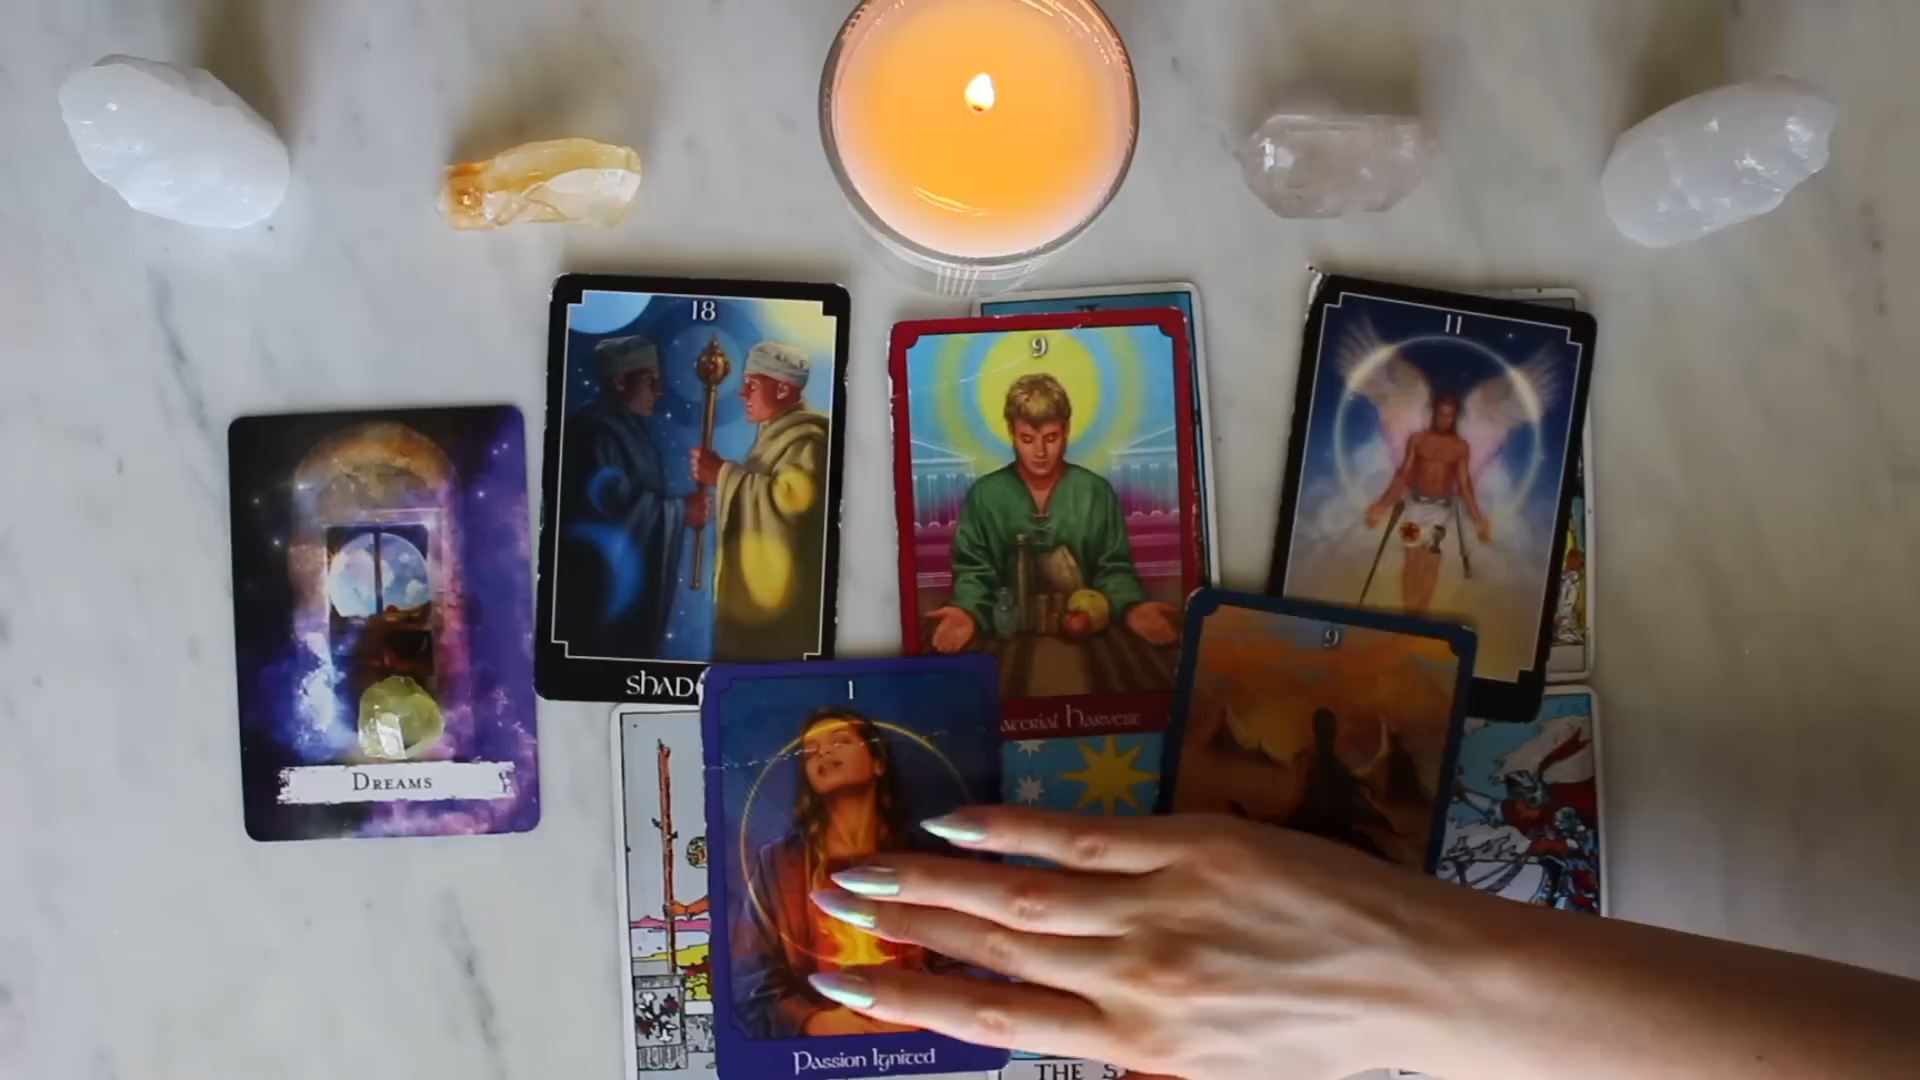 18
9
11
9
DREAMS
SHAD
aterial Harvest
1
Passion Ignited
THE S